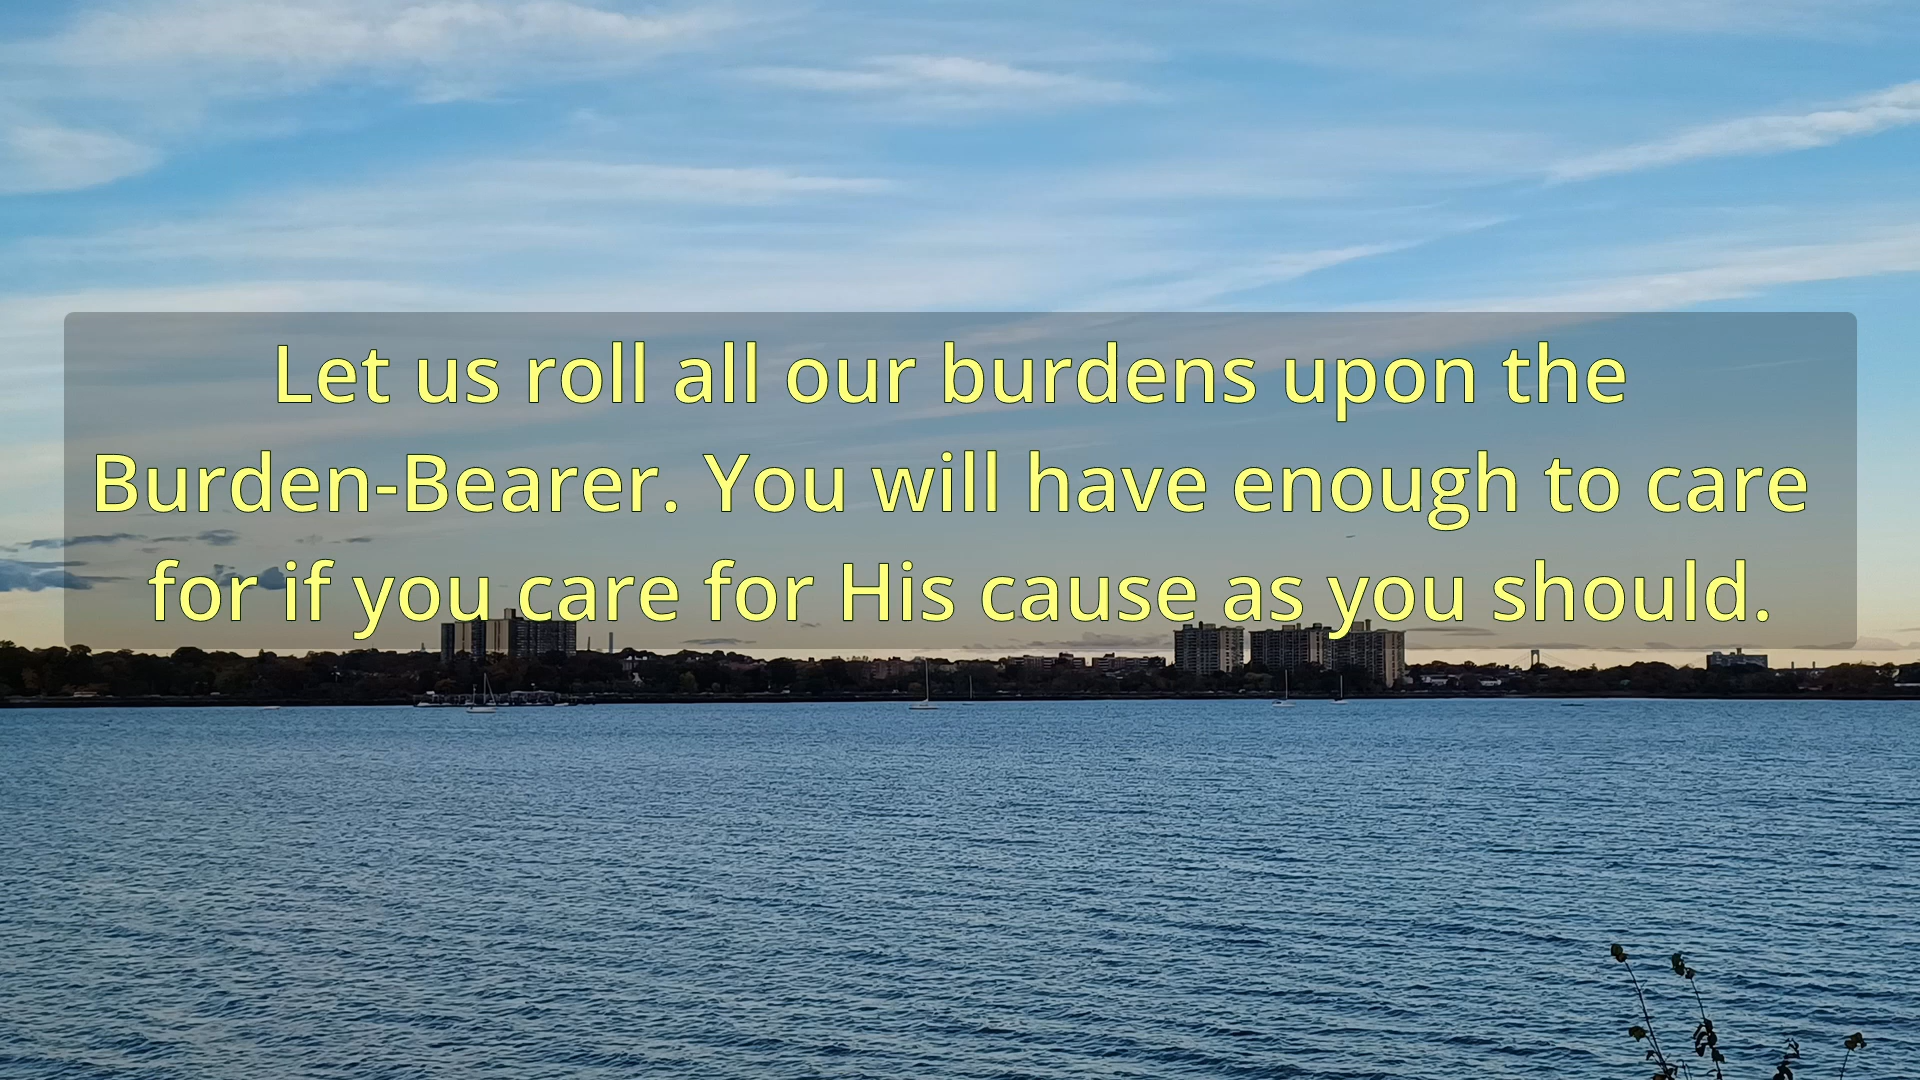 Let us roll all our burdens upon the
Burden-Bearer. You will have enough to care
for if you care for His cause as you should.